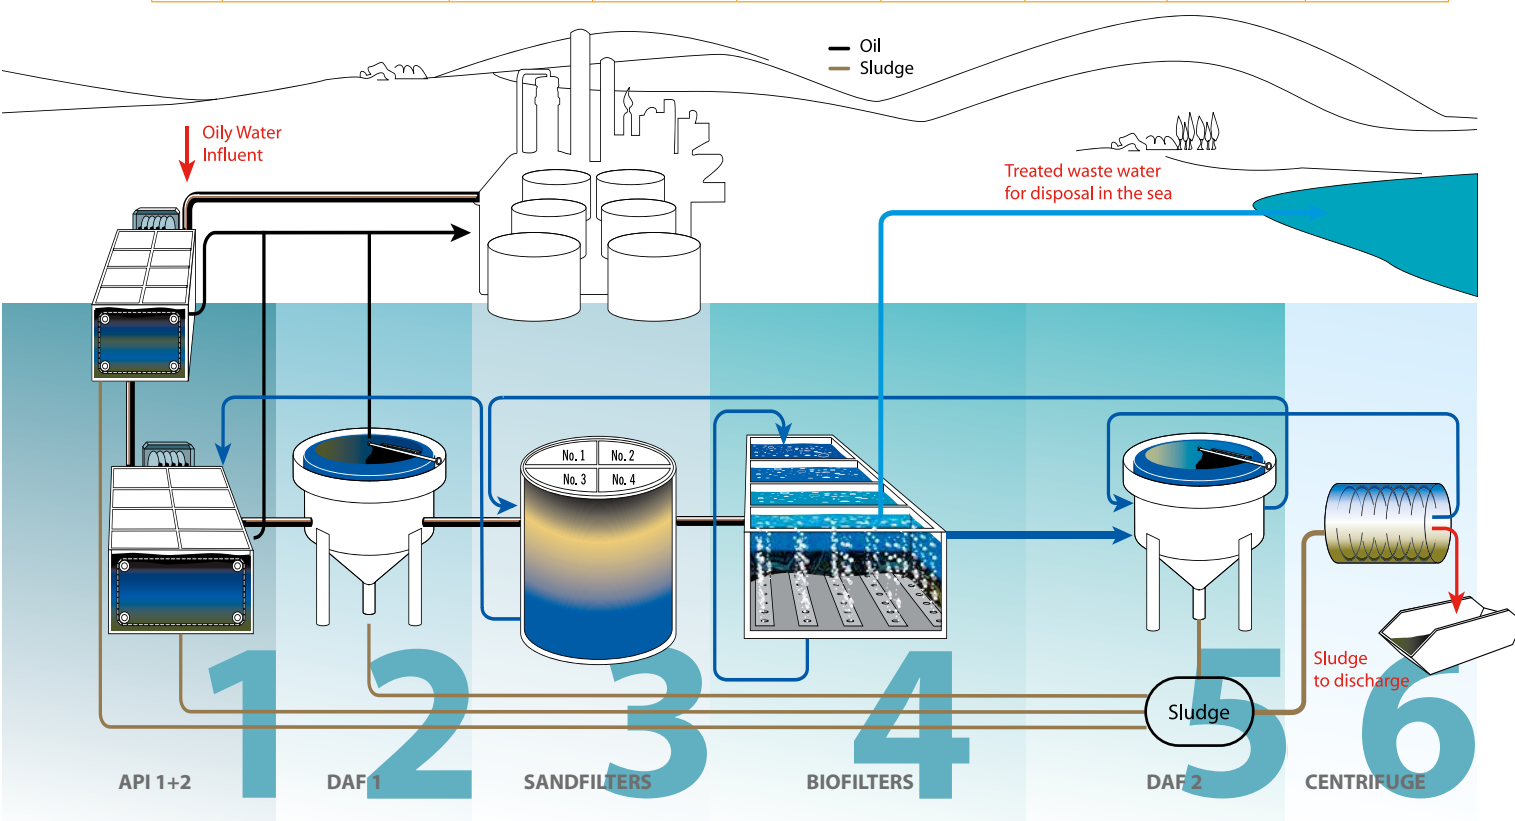 Oil
Sludge
Oily Water
Influent
Treated waste water
for disposal in the sea
No. 1
No. 2
No. 3
No. 4
Sludge
to discharge
Sludge
1
2
3
4
5
6
API 1+2
DAF 1
SANDFILTERS
BIOFILTERS
DAF 2
CENTRIFUGE